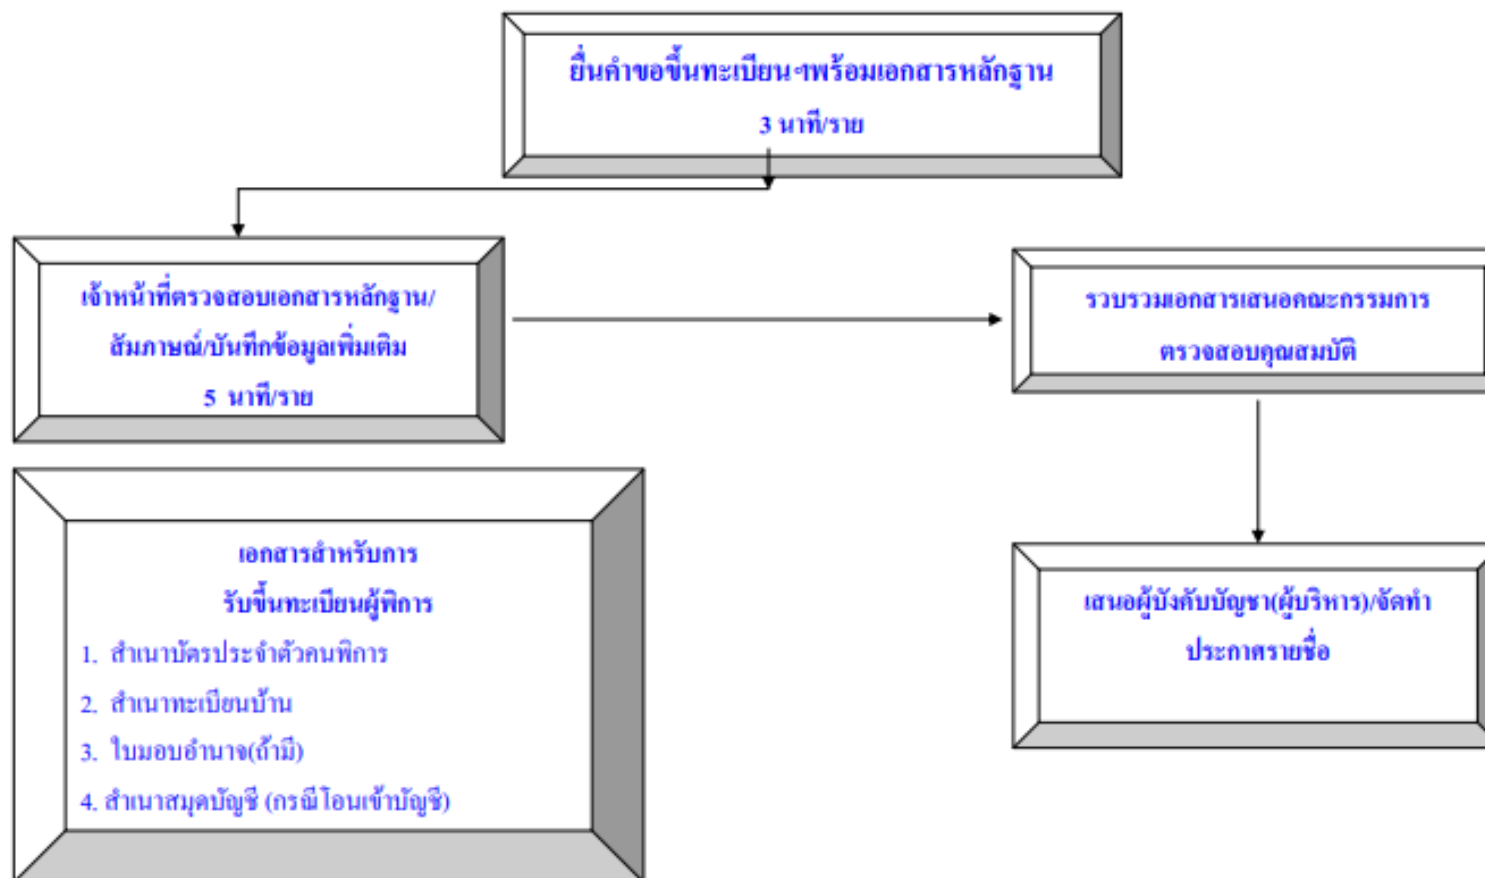 ยื่นคำขอขึ้นทะเบียนฯพร้อมเอกสารหลักฐาน
3 นาที/ราย
เจ้าหน้าที่ตรวจสอบเอกสารหลักฐาน/
สัมภาษณ์/บันทึกข้อมูลเพิ่มเติม
5 นาที/ราย
รวบรวมเอกสารเสนอคณะกรรมการ
ตรวจสอบคุณสมบัติ
เอกสารสำหรับการ
รับขึ้นทะเบียนผู้พิการ
1. สำเนาบัตรประจำตัวคนพิการ
2. สำเนาทะเบียนบ้าน
3. ใบมอบอำนาจ(ถ้ามี)
4. สำเนาสมุดบัญชี (กรณีโอนเข้าบัญชี)
เสนอผู้บังคับบัญชา(ผู้บริหาร)/จัดทำ
ประกาศรายชื่อ